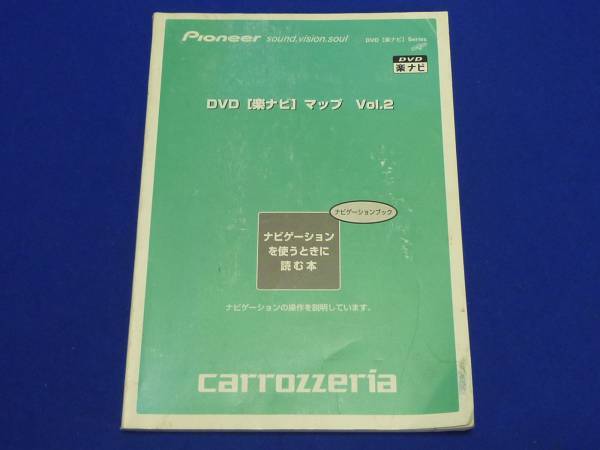 Pioneer sound.vision.soul
DVD【楽ナビ】Series
DVD
楽ナビ
DVD【楽ナビ】マップ Vol.2
ナビゲーションブック
ナビゲーション
を使うときに
読む本
ナビゲーションの操作を説明しています。
carrozzeria